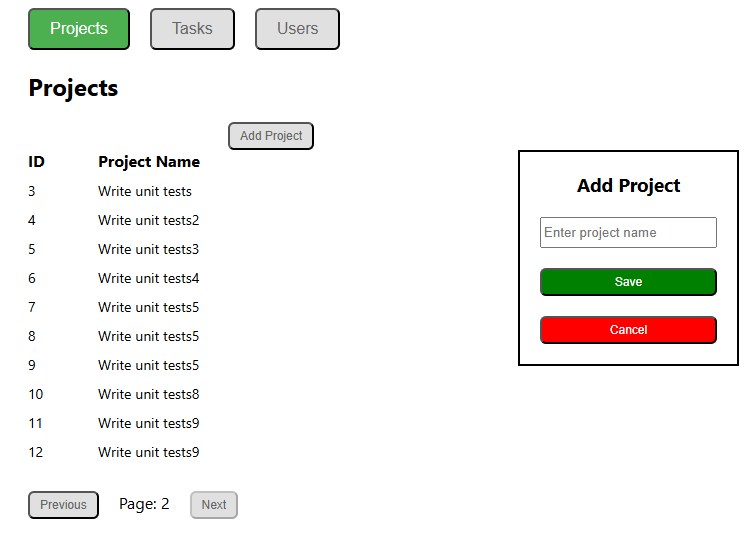 Projects Tasks Users
Projects
Add Project
ID Project Name
3 Write unit tests
4 Write unit tests2
5 Write unit tests3
6 Write unit tests4
7 Write unit tests5
8 Write unit tests5
9 Write unit tests5
10 Write unit tests8
11 Write unit tests9
12 Write unit tests9
Previous Page: 2 Next
Add Project
Enter project name
Save
Cancel